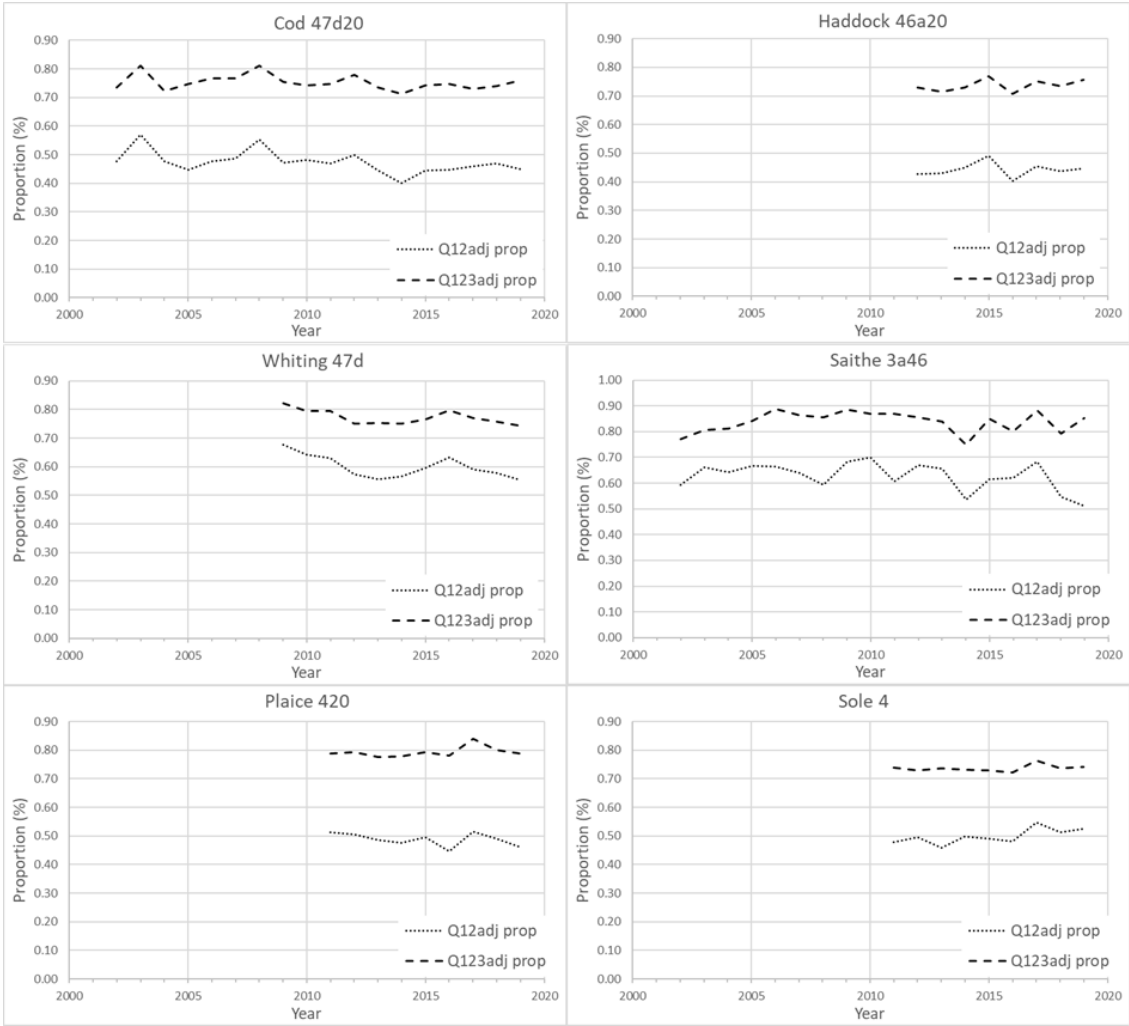 Cod 47d20
Proportion (%)
0.90
0.80
0.70
0.60
0.50
0.40
0.30
0.20
0.10
0.00
Q12adj prop
Q123adj prop
2000 2005 2010 2015 2020
Year
Haddock 46a20
Proportion (%)
0.90
0.80
0.70
0.60
0.50
0.40
0.30
0.20
0.10
0.00
Q12adj prop
Q123adj prop
2000 2005 2010 2015 2020
Year
Whiting 47d
Proportion (%)
0.90
0.80
0.70
0.60
0.50
0.40
0.30
0.20
0.10
0.00
Q12adj prop
Q123adj prop
2000 2005 2010 2015 2020
Year
Saithe 3a46
Proportion (%)
1.00
0.90
0.80
0.70
0.60
0.50
0.40
0.30
0.20
0.10
0.00
Q12adj prop
Q123adj prop
2000 2005 2010 2015 2020
Year
Plaice 420
Proportion (%)
0.90
0.80
0.70
0.60
0.50
0.40
0.30
0.20
0.10
0.00
Q12adj prop
Q123adj prop
2000 2005 2010 2015 2020
Year
Sole 4
Proportion (%)
0.90
0.80
0.70
0.60
0.50
0.40
0.30
0.20
0.10
0.00
Q12adj prop
Q123adj prop
2000 2005 2010 2015 2020
Year